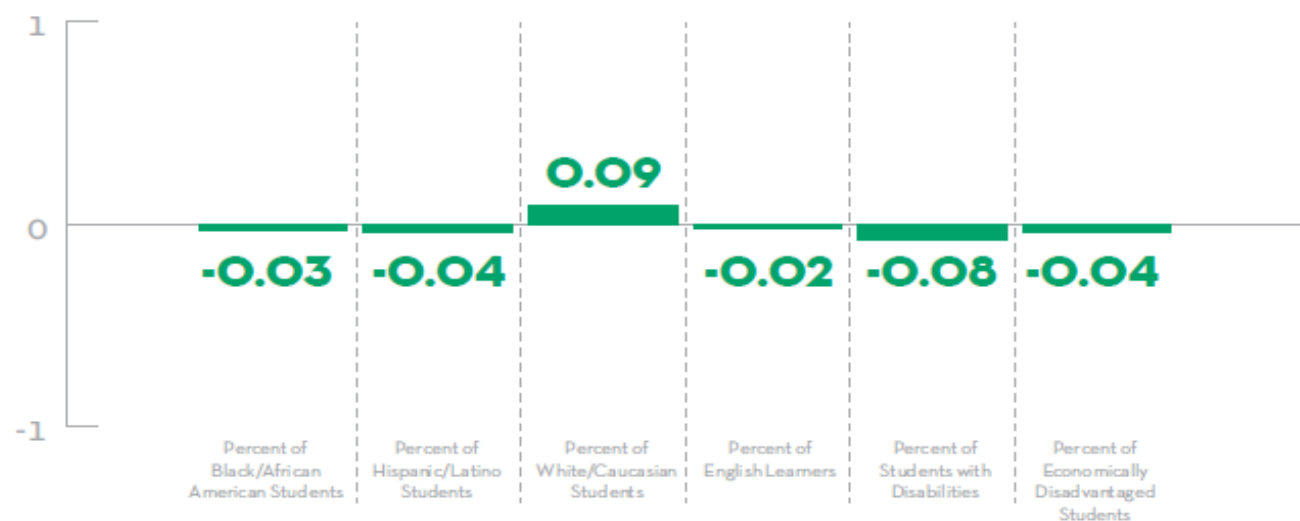 1
0.09
0
-0.03
-0.04
-0.02
-0.08
-0.04
-1
Percent of
Black/African
American Students
Percent of
Hispanic/Latino
Students
Percent of
White/Caucasian
Students
Percent of
English Learners
Percent of
Students with
Disabilities
Percent of
Economically
Disadvantaged
Students